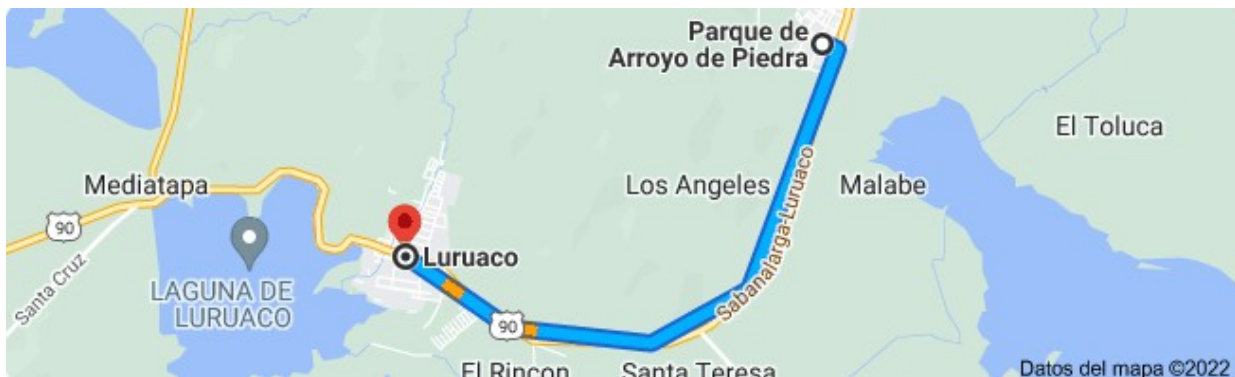 Parque de
Arroyo de Piedra
El Toluca
Mediatapa
Los Angeles
Malabe
90
Luruaco
Sabanalarga-Luruaco
Santa Cruz
LAGUNA DE
LURUACO
90
El Rincon
Santa Teresa
Datos del mapa ©2022